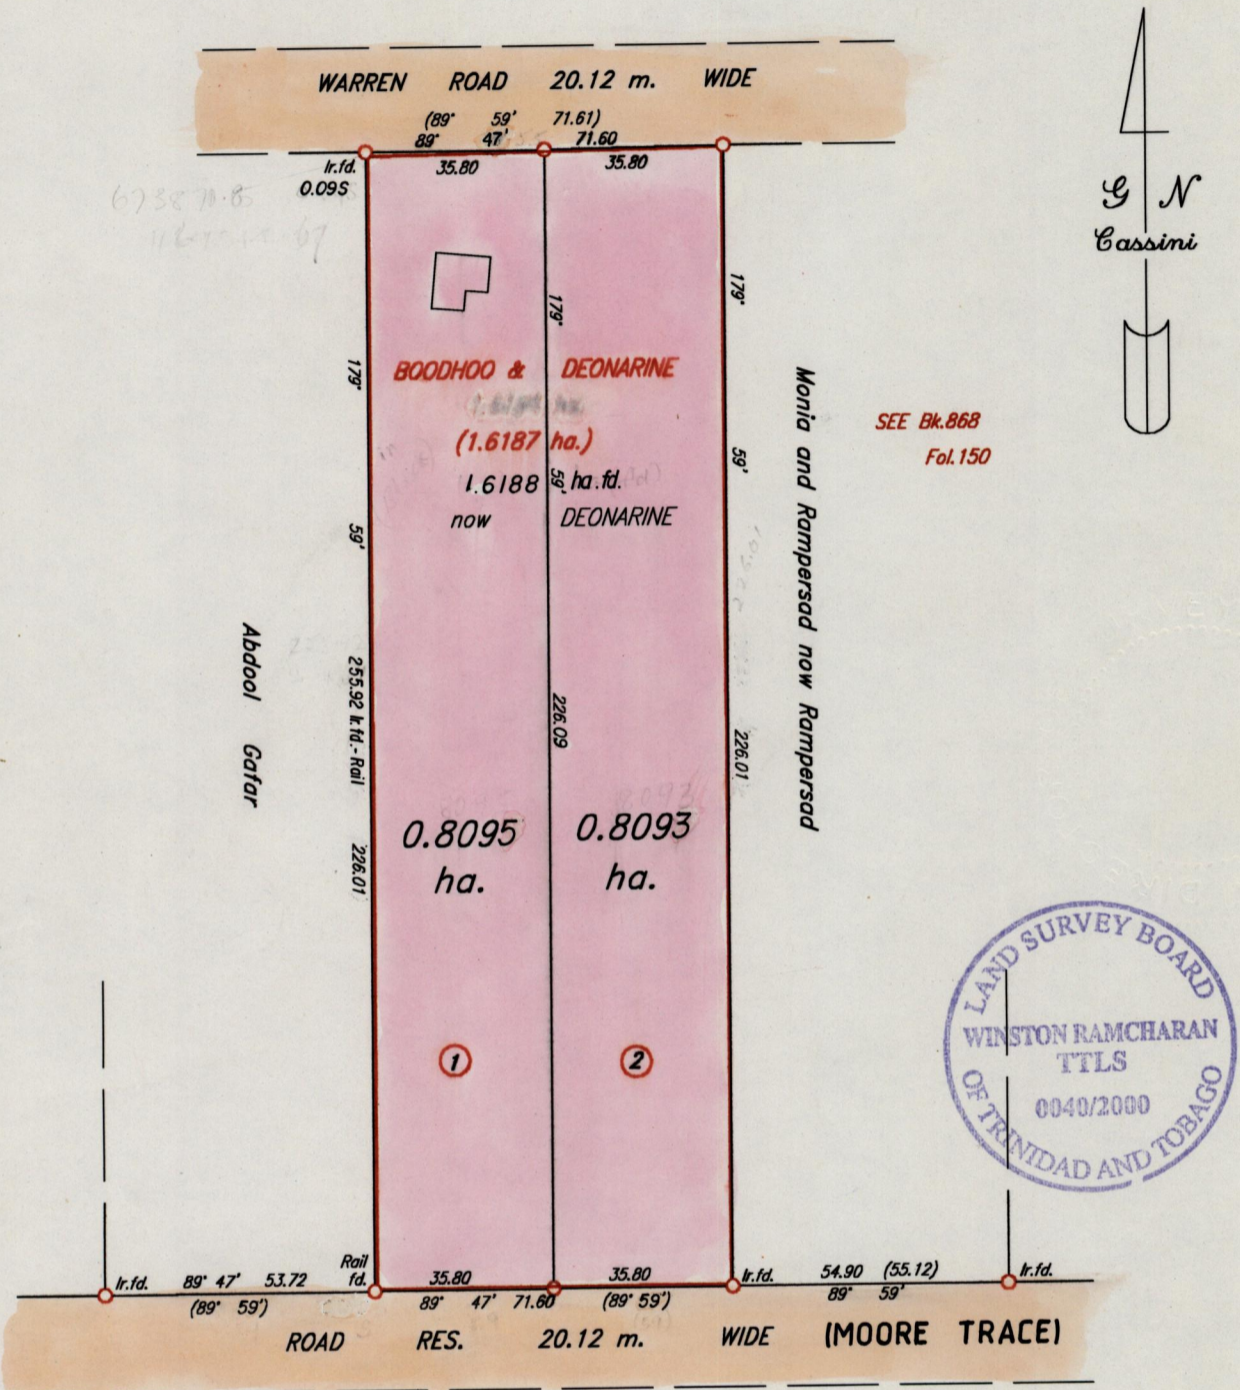 WARREN ROAD 20.12 m. WIDE
(89° 59' 71.61)
89° 47' 71.60
Ir.fd.
0.09S
35.80
35.80
G N
Cassini
179°
59'
255.92 Ir.fd.-Rail
226.01
179°
59'
226.09
179°
59'
226.01
BOODHOO & DEONARINE
(1.6187 ha.)
1.6188 ha.fd.
now DEONARINE
SEE Bk.868
Fol.150
Abdool Gafar
Monia and Rampersad now Rampersad
0.8095
ha.
0.8093
ha.
1
2
LAND SURVEY BOARD
WINSTON RAMCHARAN
TTLS
0040/2000
OF TRINIDAD AND TOBAGO
Ir.fd. 89° 47' 53.72
(89° 59')
Rail
fd.
35.80
35.80
89° 47' 71.60 (89° 59')
Ir.fd. 54.90 (55.12) Ir.fd.
89° 59'
ROAD RES. 20.12 m. WIDE (MOORE TRACE)